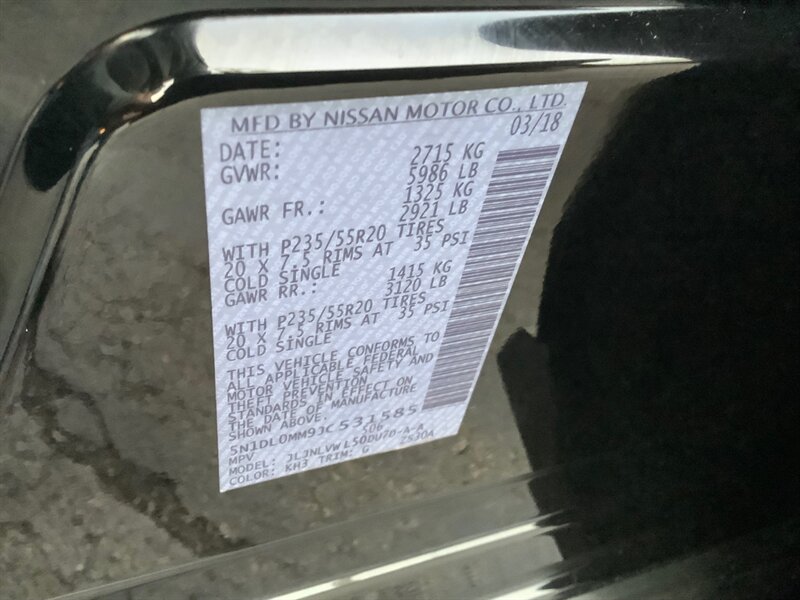 MFD BY NISSAN MOTOR CO., LTD.
DATE: 03/18
GVWR: 2715 KG
5986 LB
GAWR FR.: 1325 KG
2921 LB
WITH P235/55R20 TIRES
20 X 7.5 RIMS AT 35 PSI
COLD SINGLE
GAWR RR.: 1415 KG
3120 LB
WITH P235/55R20 TIRES
20 X 7.5 RIMS AT 35 PSI
COLD SINGLE
THIS VEHICLE CONFORMS TO
ALL APPLICABLE FEDERAL
MOTOR VEHICLE SAFETY AND
THEFT PREVENTION
STANDARDS IN EFFECT ON
THE DATE OF MANUFACTURE
SHOWN ABOVE.
5N1DL0MM9JC531585
MPV 506
MODEL: JLJNLVW L50DU7D-A-A
COLOR: KH3 TRIM: G